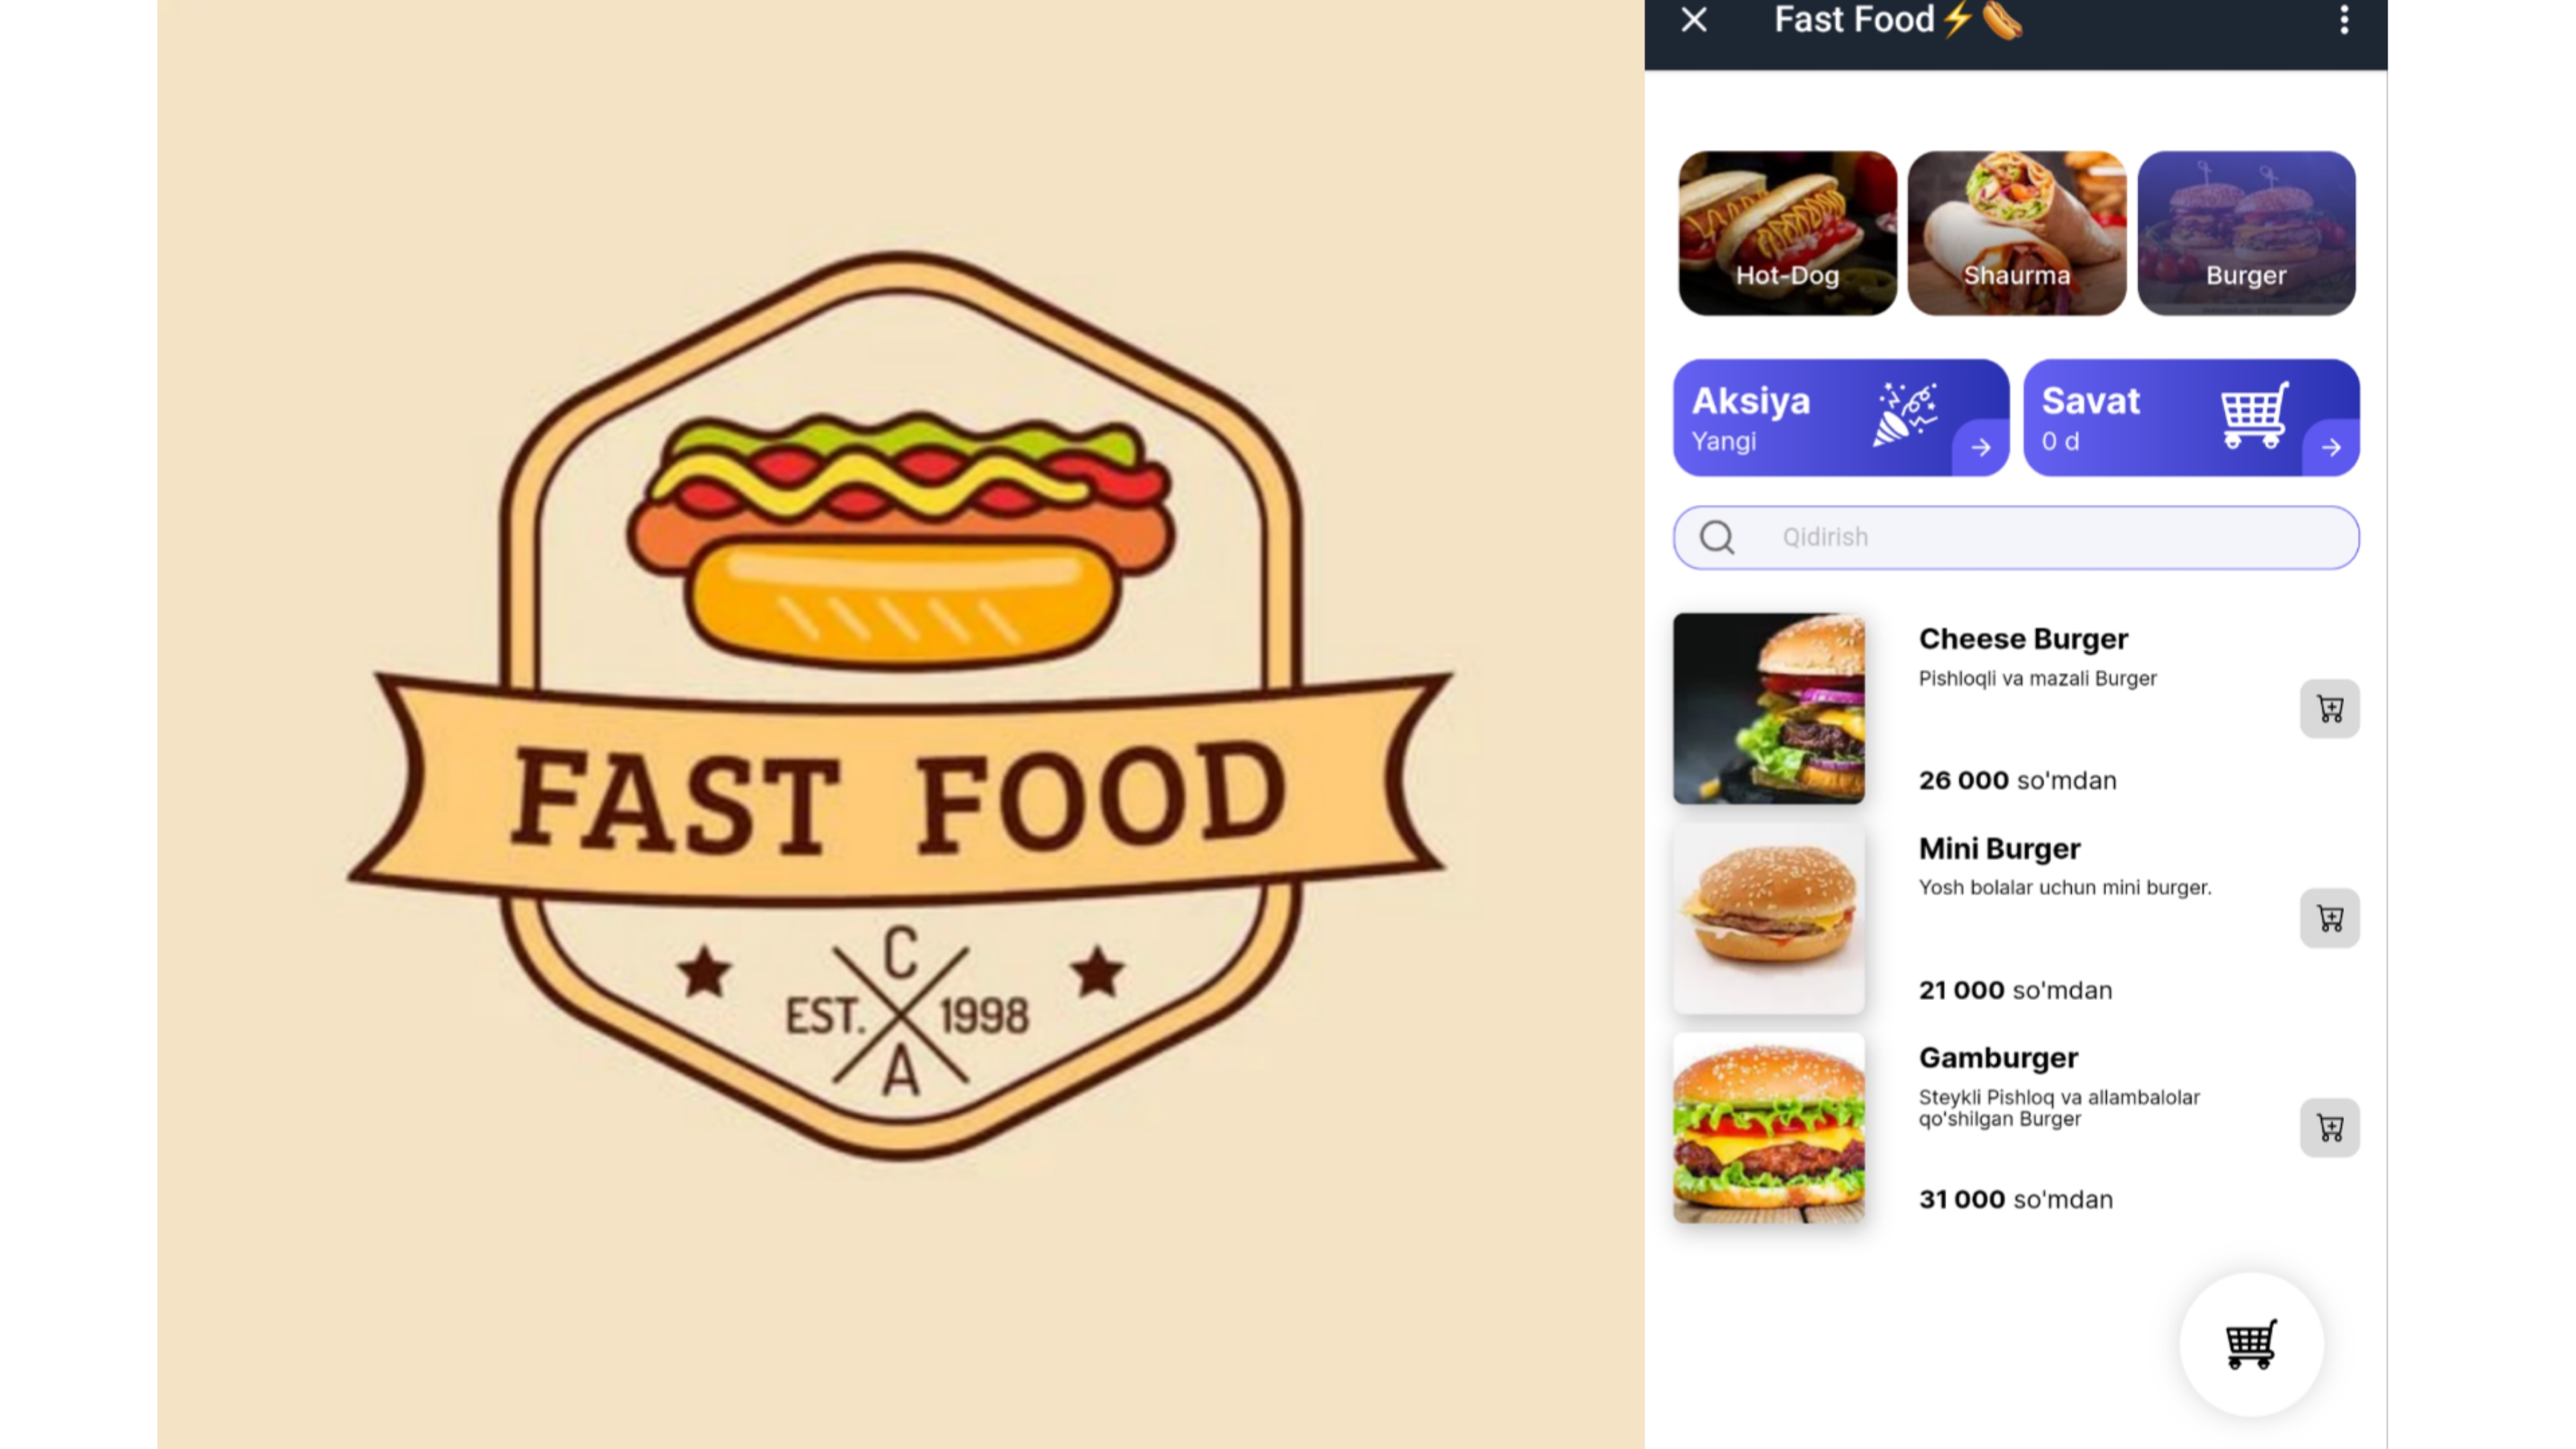 FAST FOOD
C
EST. 1998
A
Fast Food⚡🌭
Hot-Dog
Shaurma
Burger
Aksiya
Yangi
Savat
0 d
Qidirish
Cheese Burger
Pishloqli va mazali Burger
26 000 so'mdan
Mini Burger
Yosh bolalar uchun mini burger.
21 000 so'mdan
Gamburger
Steykli Pishloq va allambalolar
qo'shilgan Burger
31 000 so'mdan